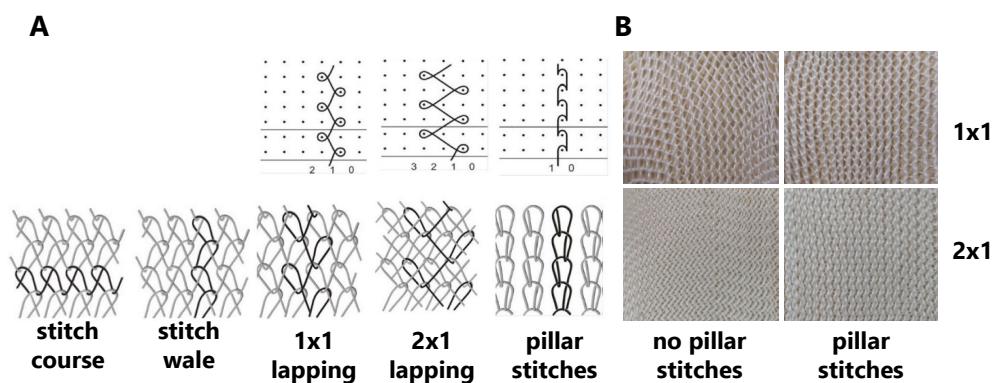 A
B
2 1 0
3 2 1 0
1 0
1x1
2x1
stitch
course
stitch
wale
1x1
lapping
2x1
lapping
pillar
stitches
no pillar
stitches
pillar
stitches